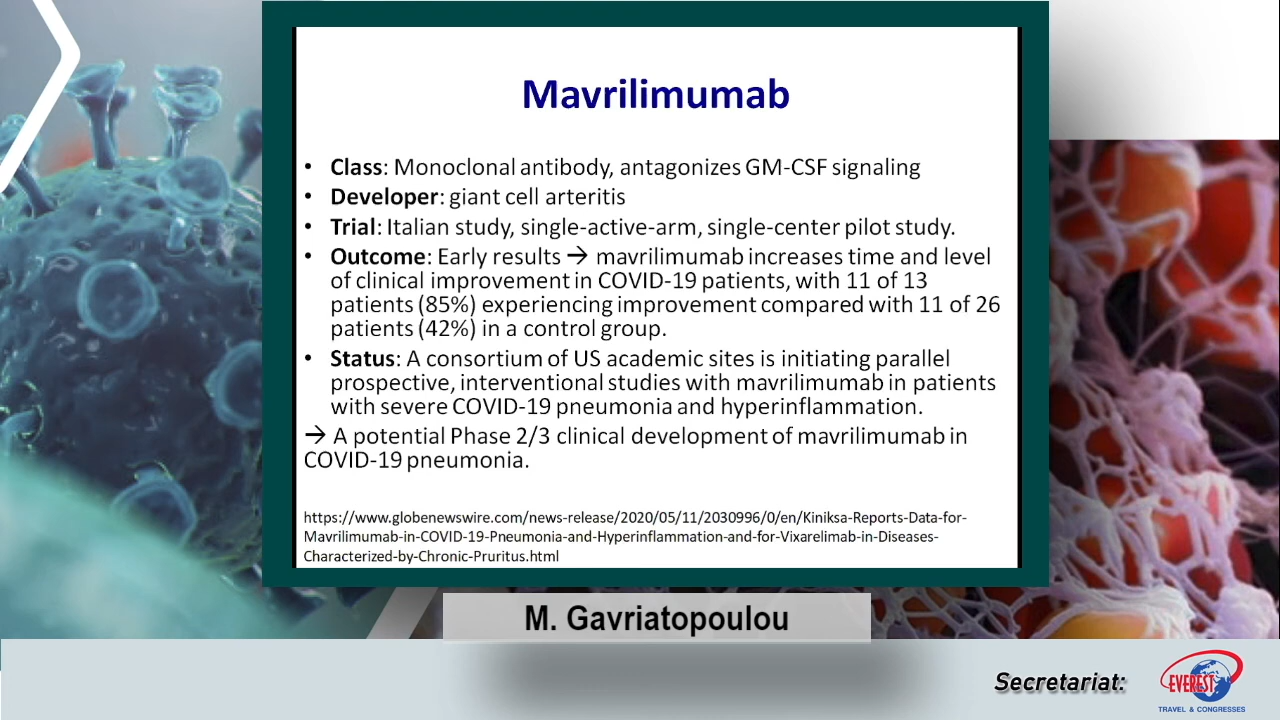 Mavrilimumab
• Class: Monoclonal antibody, antagonizes GM-CSF signaling
• Developer: giant cell arteritis
• Trial: Italian study, single-active-arm, single-center pilot study.
• Outcome: Early results → mavrilimumab increases time and level
of clinical improvement in COVID-19 patients, with 11 of 13
patients (85%) experiencing improvement compared with 11 of 26
patients (42%) in a control group.
• Status: A consortium of US academic sites is initiating parallel
prospective, interventional studies with mavrilimumab in patients
with severe COVID-19 pneumonia and hyperinflammation.
→ A potential Phase 2/3 clinical development of mavrilimumab in
COVID-19 pneumonia.
https://www.globenewswire.com/news-release/2020/05/11/2030996/0/en/Kiniksa-Reports-Data-for-
Mavrilimumab-in-COVID-19-Pneumonia-and-Hyperinflammation-and-for-Vixarelimab-in-Diseases-
Characterized-by-Chronic-Pruritus.html
M. Gavriatopoulou
Secretariat:
EVEREST
TRAVEL & CONGRESSES